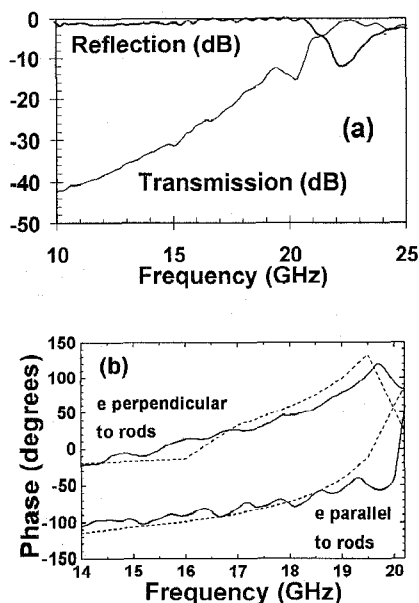 0
-10
-20
-30
-40
-50
Reflection (dB)
(a)
Transmission (dB)
10 15 20 25
Frequency (GHz)
Phase (degrees)
150
100
50
0
-50
-100
-150
(b)
e perpendicular
to rods
e parallel
to rods
14 15 16 17 18 19 20
Frequency (GHz)